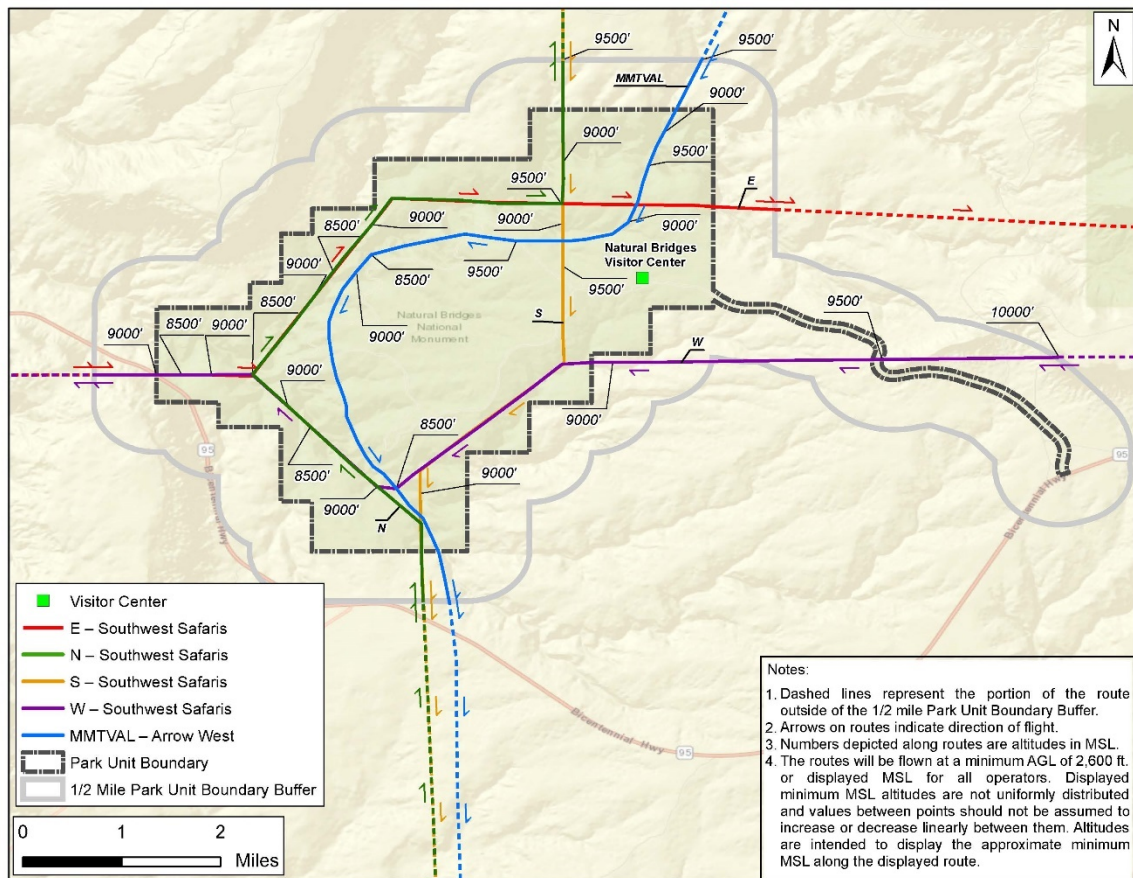 N
9500'
9500'
MMTVAL
9000'
9000'
9500'
9500'
E
9000'
9000'
9000'
8500'
Natural Bridges
Visitor Center
9000'
9500'
8500'
9500'
8500'
9000'
8500'
9000'
Natural Bridges
National
Monument
9000'
S
9500'
10000'
W
9000'
9000'
8500'
95
Bicentennial Hwy
8500'
9000'
9000'
N
95
Bicentennial Hwy
Bicentennial Hwy
95
Visitor Center
E – Southwest Safaris
N – Southwest Safaris
S – Southwest Safaris
W – Southwest Safaris
MMTVAL – Arrow West
Park Unit Boundary
1/2 Mile Park Unit Boundary Buffer
0 1 2
Miles
Notes:
1. Dashed lines represent the portion of the route
outside of the 1/2 mile Park Unit Boundary Buffer.
2. Arrows on routes indicate direction of flight.
3. Numbers depicted along routes are altitudes in MSL.
4. The routes will be flown at a minimum AGL of 2,600 ft.
or displayed MSL for all operators. Displayed
minimum MSL altitudes are not uniformly distributed
and values between points should not be assumed to
increase or decrease linearly between them. Altitudes
are intended to display the approximate minimum
MSL along the displayed route.